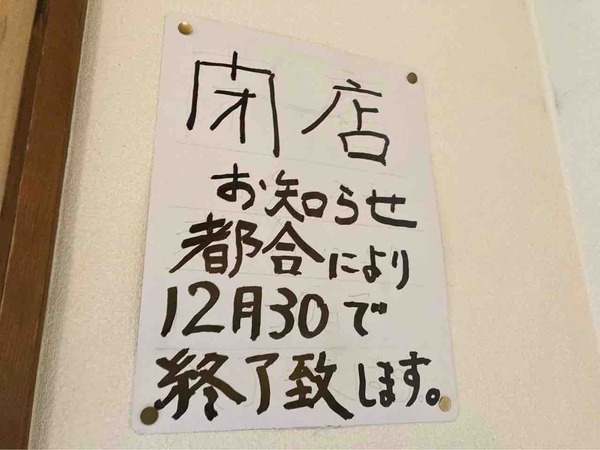 閉店
お知らせ
都合により
12月30で
終了致します。